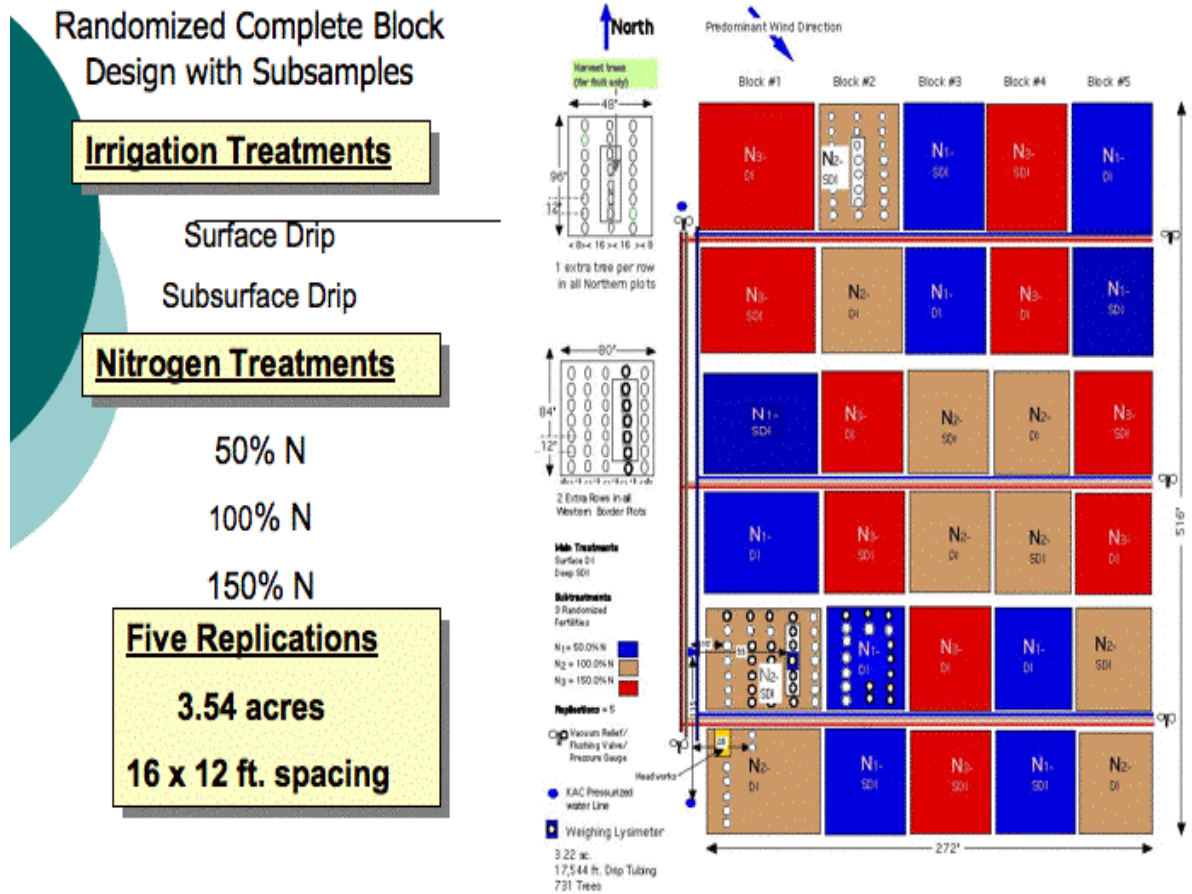 Randomized Complete Block
Design with Subsamples
Irrigation Treatments
Surface Drip
Subsurface Drip
Nitrogen Treatments
50% N
100% N
150% N
Five Replications
3.54 acres
16 x 12 ft. spacing
North
Predominant Wind Direction
Harvest trees
(for fruit only)
48'
96'
12'
< 8>< 16 >< 16 >< 8
1 extra tree per row
in all Northern plots
80'
84'
12'
2 Extra Rows in all
Western Border Plots
Main Treatments
Surface DI
Deep SDI
Subtreatments
3 Randomized
Fertilities
N1 = 50.0% N
N2 = 100.0% N
N3 = 150.0% N
Replications = 5
Vacuum Relief/
Flushing Valve/
Pressure Gauge
Headworks
KAC Pressurized
water Line
Weighing Lysimeter
3.22 ac.
17,544 ft. Drip Tubing
731 Trees
Block #1 Block #2 Block #3 Block #4 Block #5
N3- N2- N1- N3- N1-
DI SDI SDI SDI DI
N3- N2- N1- N3- N1-
SDI DI DI DI SDI
N1- N3- N2- N2- N3-
SDI DI SDI DI SDI
N1- N3- N2- N2- N3-
DI SDI DI SDI DI
N2- N1- N3- N1- N2-
SDI DI DI DI SDI
N2- N1- N3- N1- N2-
DI SDI SDI SDI DI
516'
272'